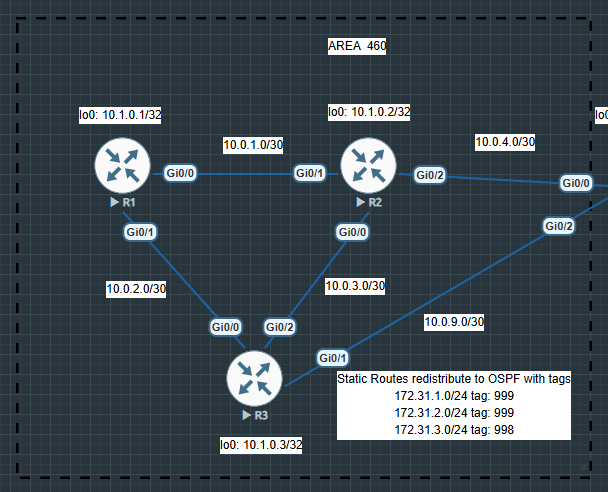 AREA 460
lo0: 10.1.0.1/32
lo0: 10.1.0.2/32
lo0
10.0.1.0/30
10.0.4.0/30
Gi0/0
Gi0/1
Gi0/2
Gi0/0
R1
R2
Gi0/1
Gi0/0
Gi0/2
10.0.2.0/30
10.0.3.0/30
10.0.9.0/30
Gi0/0
Gi0/2
Gi0/1
R3
Static Routes redistribute to OSPF with tags
172.31.1.0/24 tag: 999
172.31.2.0/24 tag: 999
172.31.3.0/24 tag: 998
lo0: 10.1.0.3/32